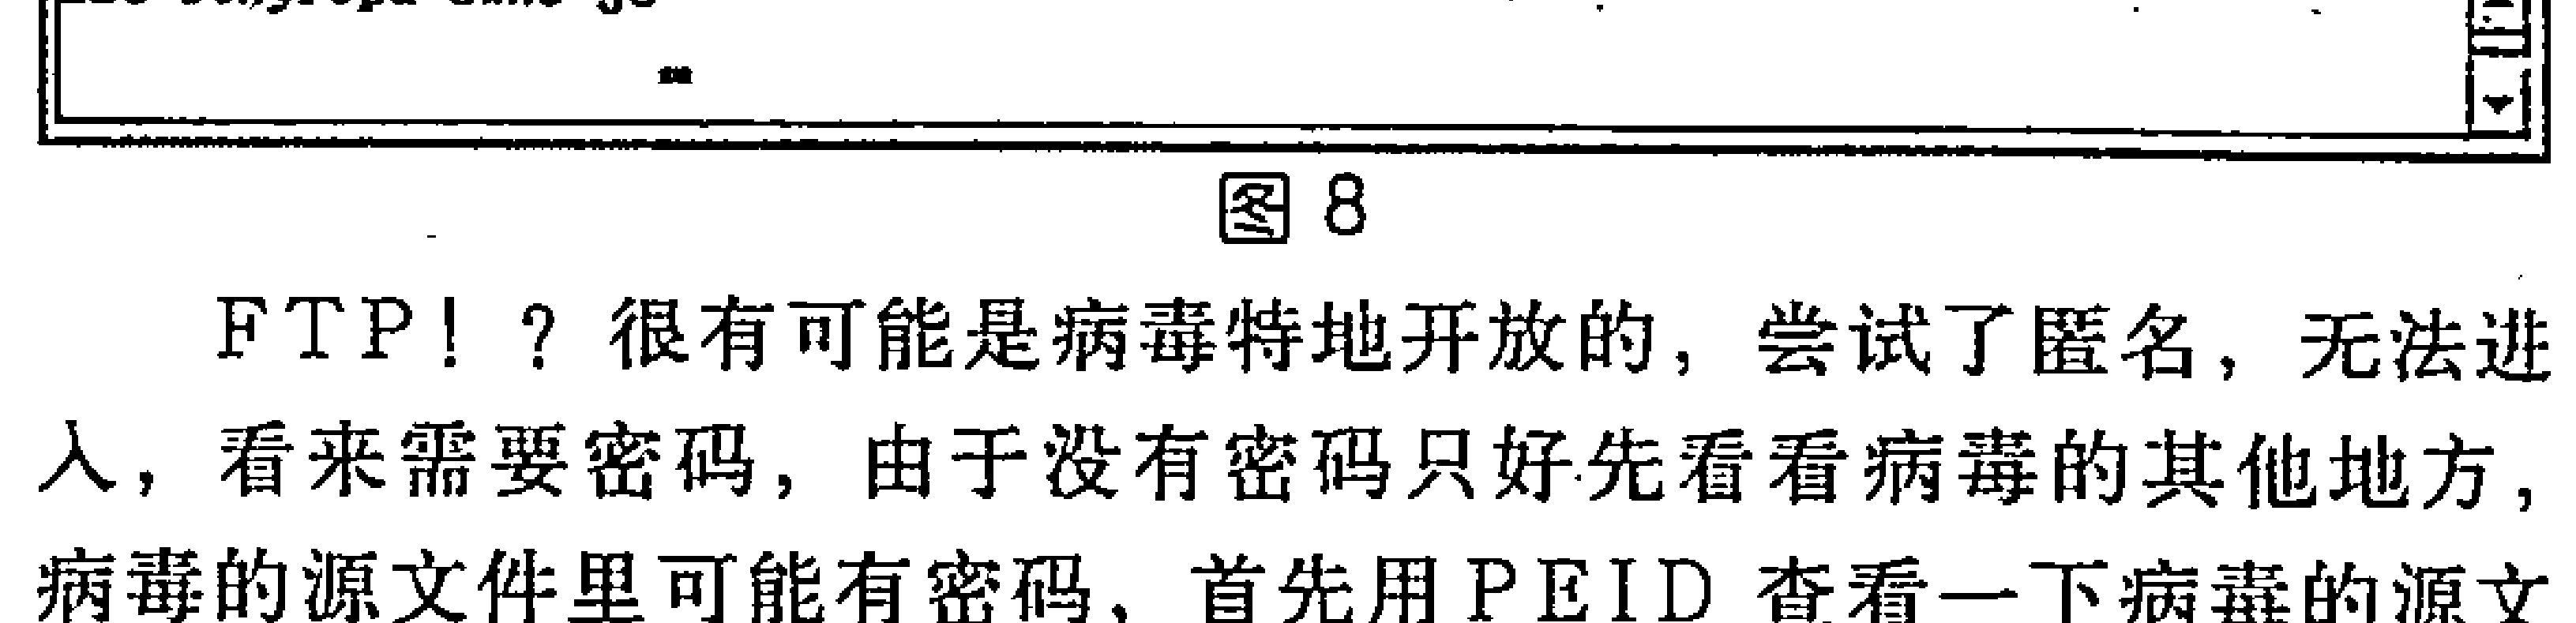 图 8
FTP！？很有可能是病毒特地开放的，尝试了匿名，无法进
入，看来需要密码，由于没有密码只好先看看病毒的其他地方，
病毒的源文件里可能有密码，首先用PEID 查看一下病毒的源文